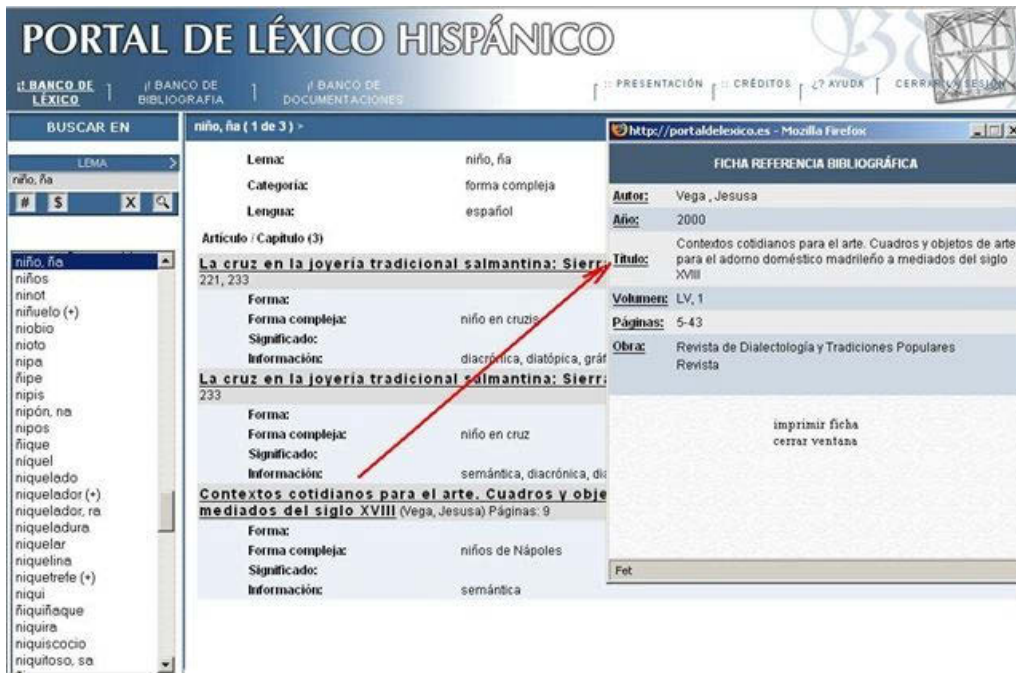 PORTAL DE LÉXICO HISPÁNICO
¡! BANCO DE LÉXICO
¡! BANCO DE BIBLIOGRAFIA
¡! BANCO DE DOCUMENTACIONES
:: PRESENTACIÓN
:: CRÉDITOS
¿? AYUDA
CERRAR LA SESIÓN
BUSCAR EN
LEMA >
niño, ña
# $ X
niño, ña
niños
ninot
niñuelo (+)
niobio
nioto
nipa
ñipe
nipis
nipón, na
nipos
ñique
níquel
niquelado
niquelador (+)
niquelador, ra
niqueladura
niquelar
niquelina
niquetrefe (+)
niqui
ñiquiñaque
niquira
niquiscocio
niquitoso, sa
niño, ña ( 1 de 3 ) >
Lema: niño, ña
Categoría: forma compleja
Lengua: español
Artículo / Capítulo (3)
La cruz en la joyería tradicional salmantina: Sierr
221, 233
Forma:
Forma compleja: niño en cruzis
Significado:
Información: diacrónica, diatópica, gráf
La cruz en la joyería tradicional salmantina: Sierr
233
Forma:
Forma compleja: niño en cruz
Significado:
Información: semántica, diacrónica, dia
Contextos cotidianos para el arte. Cuadros y obje
mediados del siglo XVIII (Vega, Jesusa) Páginas: 9
Forma:
Forma compleja: niños de Nápoles
Significado:
Información: semántica
http://portaldelexico.es - Mozilla Firefox
FICHA REFERENCIA BIBLIOGRÁFICA
Autor: Vega , Jesusa
Año: 2000
Título: Contextos cotidianos para el arte. Cuadros y objetos de arte
para el adorno doméstico madrileño a mediados del siglo
XVIII
Volumen: LV, 1
Páginas: 5-43
Obra: Revista de Dialectología y Tradiciones Populares
Revista
imprimir ficha
cerrar ventana
Fet